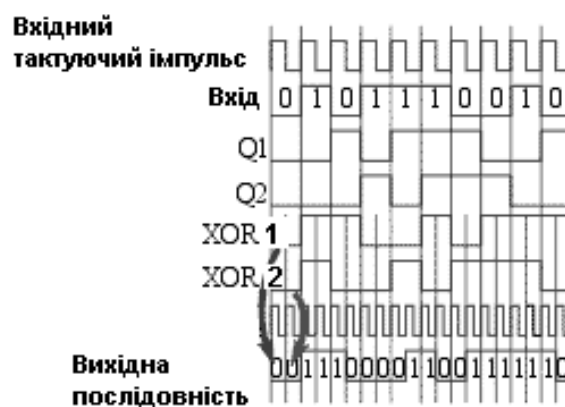 Вхідний
тактуючий імпульс
Вхід 0 1 0 1 1 1 0 0 1 0
Q1
Q2
XOR 1
XOR 2
Вихідна
послідовність
0011100001100111110